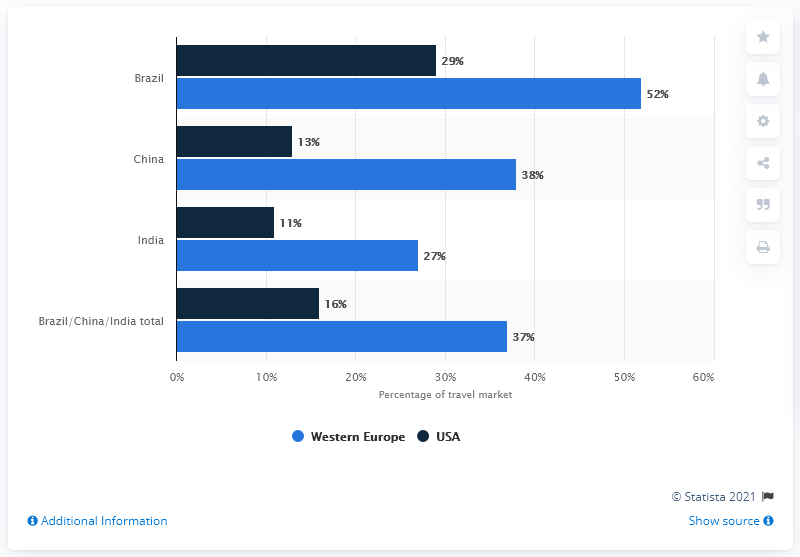 Brazil
29%
52%
China
13%
38%
India
11%
27%
Brazil/China/India total
16%
37%
0% 10% 20% 30% 40% 50% 60%
Percentage of travel market
Western Europe USA
© Statista 2021
Additional Information Show source